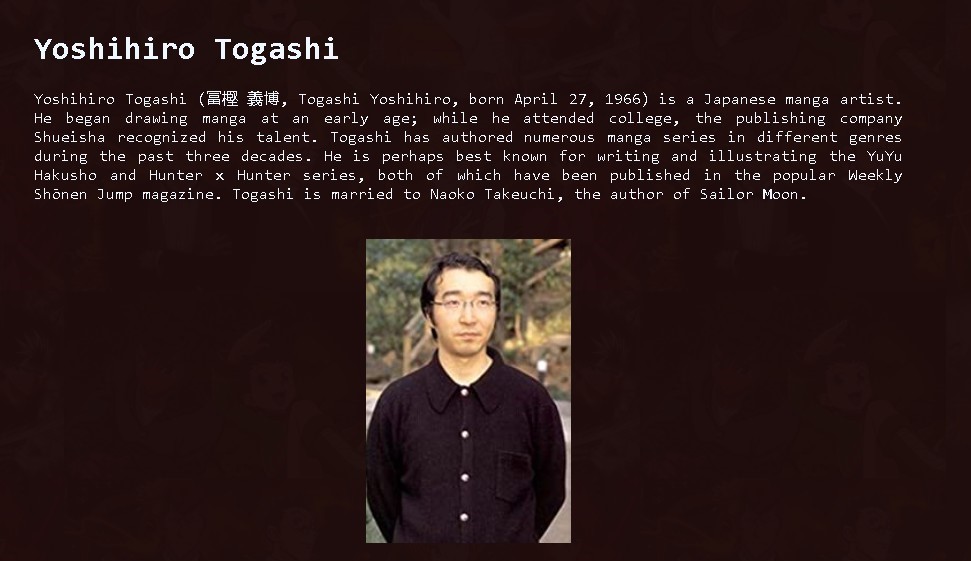 Yoshihiro Togashi
Yoshihiro Togashi (冨樫 義博, Togashi Yoshihiro, born April 27, 1966) is a Japanese manga artist.
He began drawing manga at an early age; while he attended college, the publishing company
Shueisha recognized his talent. Togashi has authored numerous manga series in different genres
during the past three decades. He is perhaps best known for writing and illustrating the YuYu
Hakusho and Hunter x Hunter series, both of which have been published in the popular Weekly
Shōnen Jump magazine. Togashi is married to Naoko Takeuchi, the author of Sailor Moon.